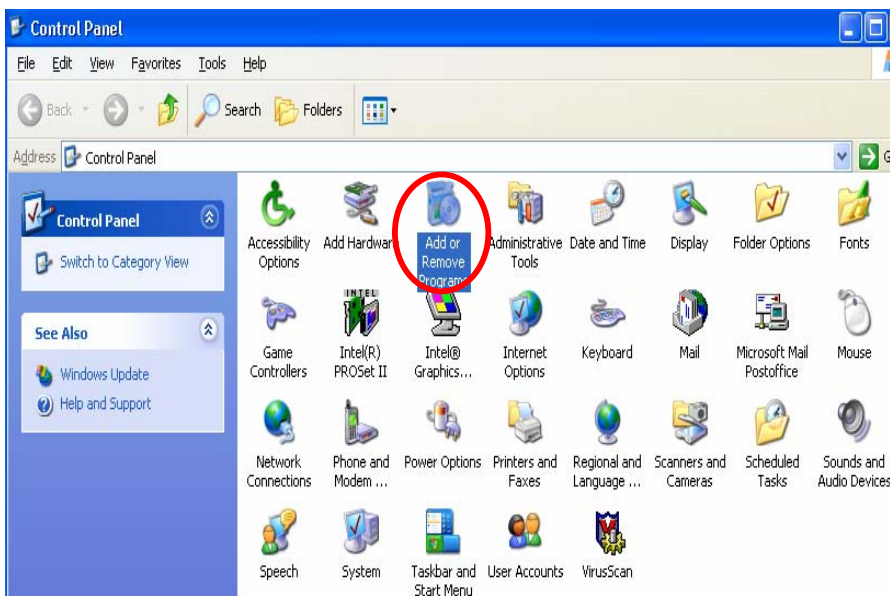 Control Panel
File Edit View Favorites Tools Help
Back Search Folders
Address Control Panel G
Control Panel
Switch to Category View
See Also
Windows Update
Help and Support
Accessibility Options
Add Hardware
Add or Remove Programs
Administrative Tools
Date and Time
Display
Folder Options
Fonts
Game Controllers
INTEL
Intel(R) PROSet II
Intel® Graphics...
Internet Options
Keyboard
Mail
Microsoft Mail Postoffice
Mouse
Network Connections
Phone and Modem ...
Power Options
Printers and Faxes
Regional and Language ...
Scanners and Cameras
Scheduled Tasks
Sounds and Audio Devices
Speech
System
Taskbar and Start Menu
User Accounts
VirusScan